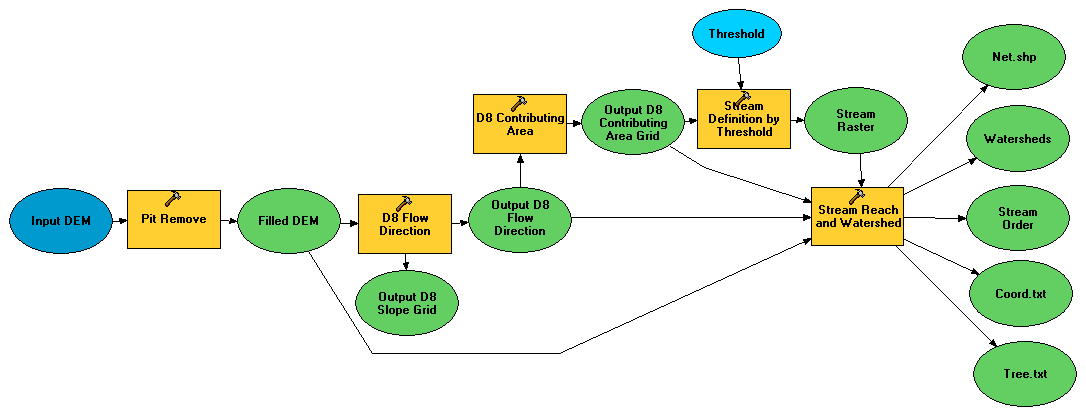 Threshold
Net.shp
D8 Contributing
Area
Output D8
Contributing
Area Grid
Stream
Definition by
Threshold
Stream
Raster
Watersheds
Input DEM
Pit Remove
Filled DEM
D8 Flow
Direction
Output D8
Flow
Direction
Stream Reach
and Watershed
Stream
Order
Output D8
Slope Grid
Coord.txt
Tree.txt